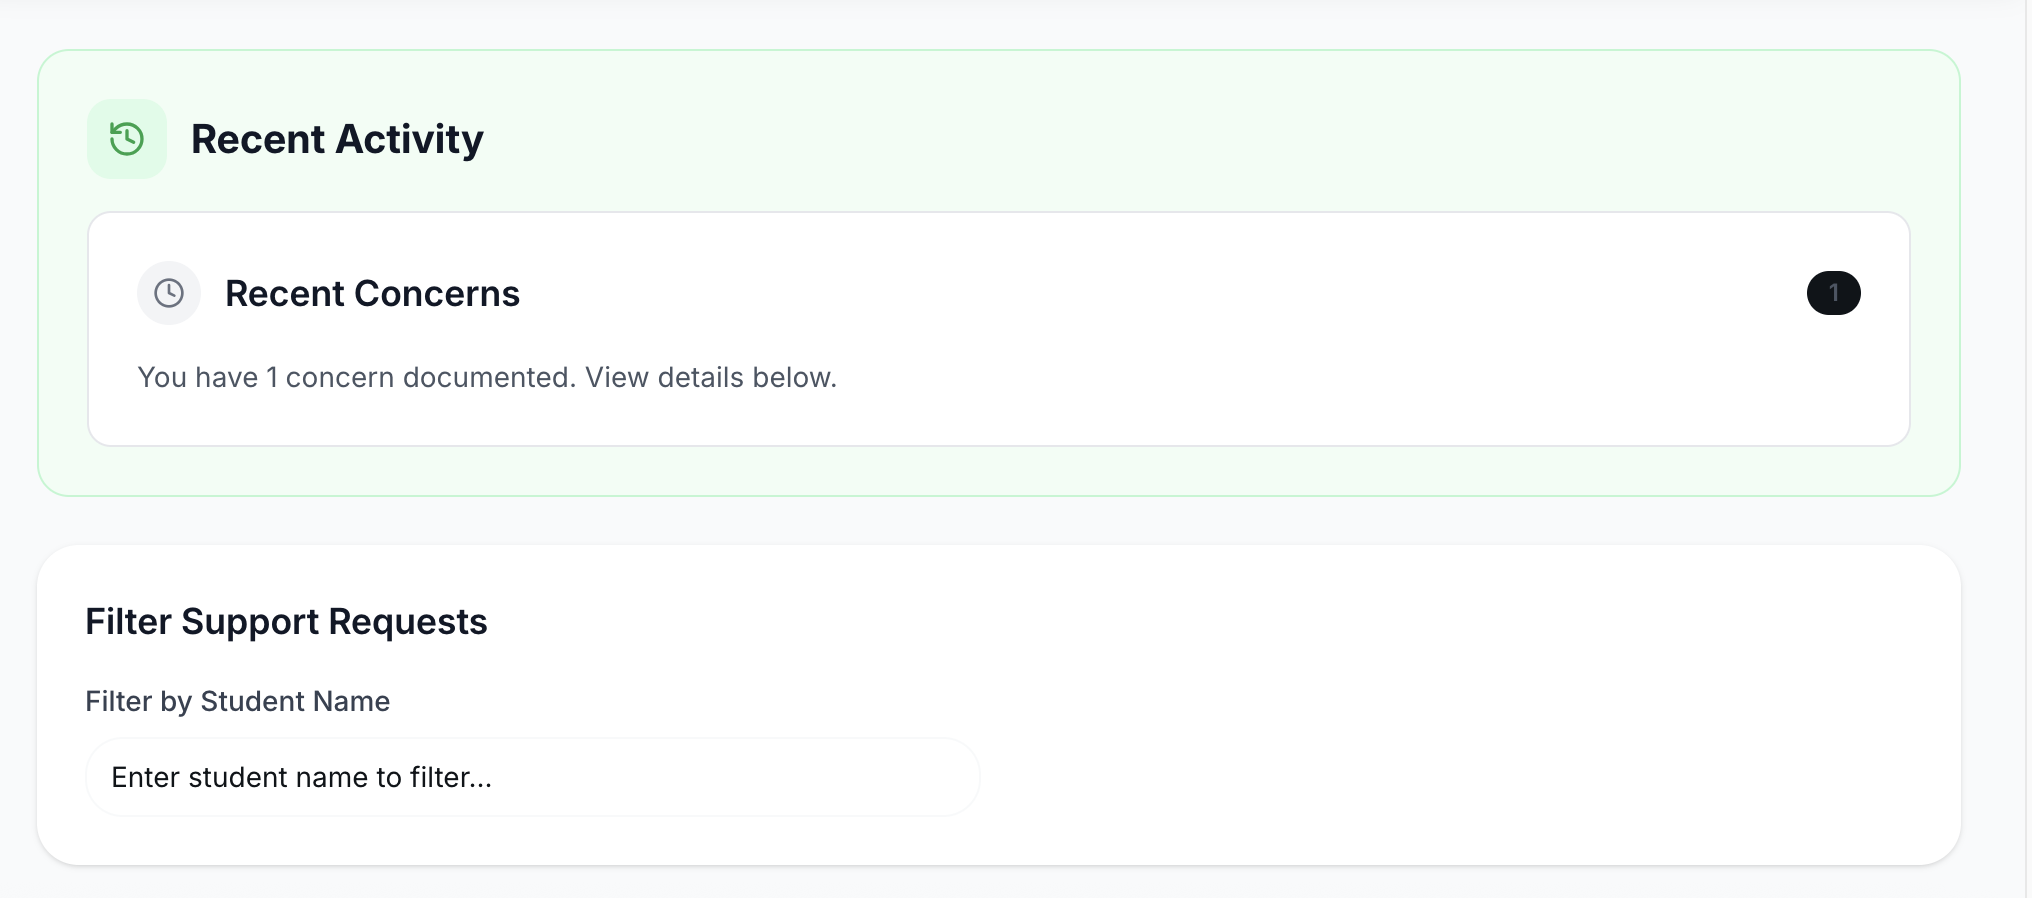 Recent Activity
Recent Concerns
1
You have 1 concern documented. View details below.
Filter Support Requests
Filter by Student Name
Enter student name to filter...